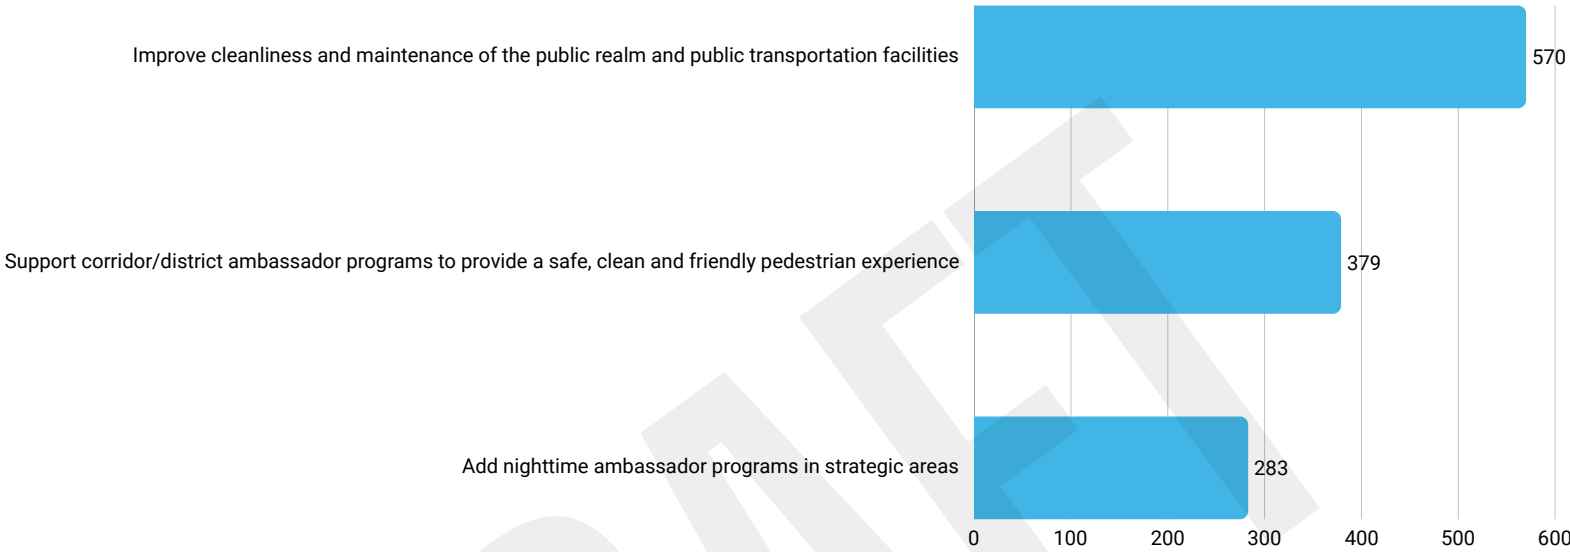 Improve cleanliness and maintenance of the public realm and public transportation facilities
570
Support corridor/district ambassador programs to provide a safe, clean and friendly pedestrian experience
379
Add nighttime ambassador programs in strategic areas
283
0 100 200 300 400 500 600